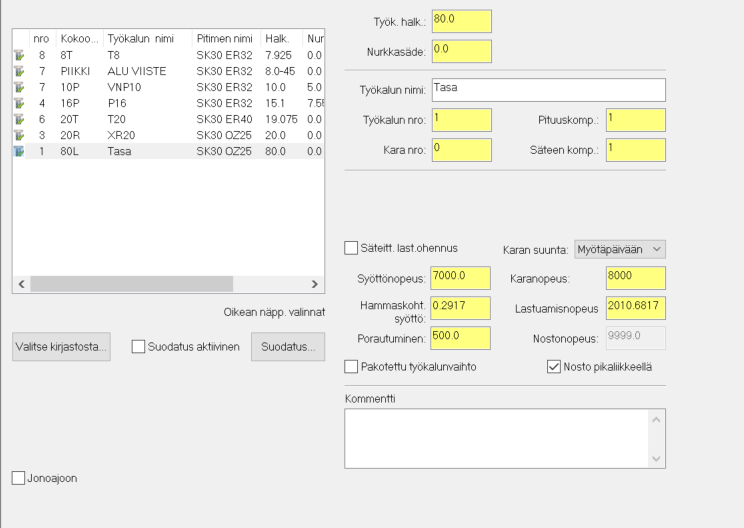 nro Kokoo... Työkalun nimi Pitimen nimi Halk. Nur
8 8T T8 SK30 ER32 7.925 0.0
7 PIIKKI ALU VIISTE SK30 ER32 8.0-45 0.0
7 10P VNP10 SK30 ER32 10.0 5.0
4 16P P16 SK30 ER32 15.1 7.55
6 20T T20 SK30 ER40 19.075 0.0
3 20R XR20 SK30 OZ25 20.0 0.0
1 80L Tasa SK30 OZ25 80.0 0.0
Oikean näpp. valinnat
Valitse kirjastosta... Suodatus aktiivinen Suodatus...
Jonoajoon
Työk. halk.: 80.0
Nurkkasäde: 0.0
Työkalun nimi: Tasa
Työkalun nro: 1 Pituuskomp.: 1
Kara nro: 0 Säteen komp.: 1
Säteitt. last.ohennus Karan suunta: Myötäpäivään
Syöttönopeus: 7000.0 Karanopeus: 8000
Hammaskoht. syöttö: 0.2917 Lastuamisnopeus 2010.6817
Porautuminen: 500.0 Nostonopeus: 9999.0
Pakotettu työkalunvaihto Nosto pikaliikkeellä
Kommentti